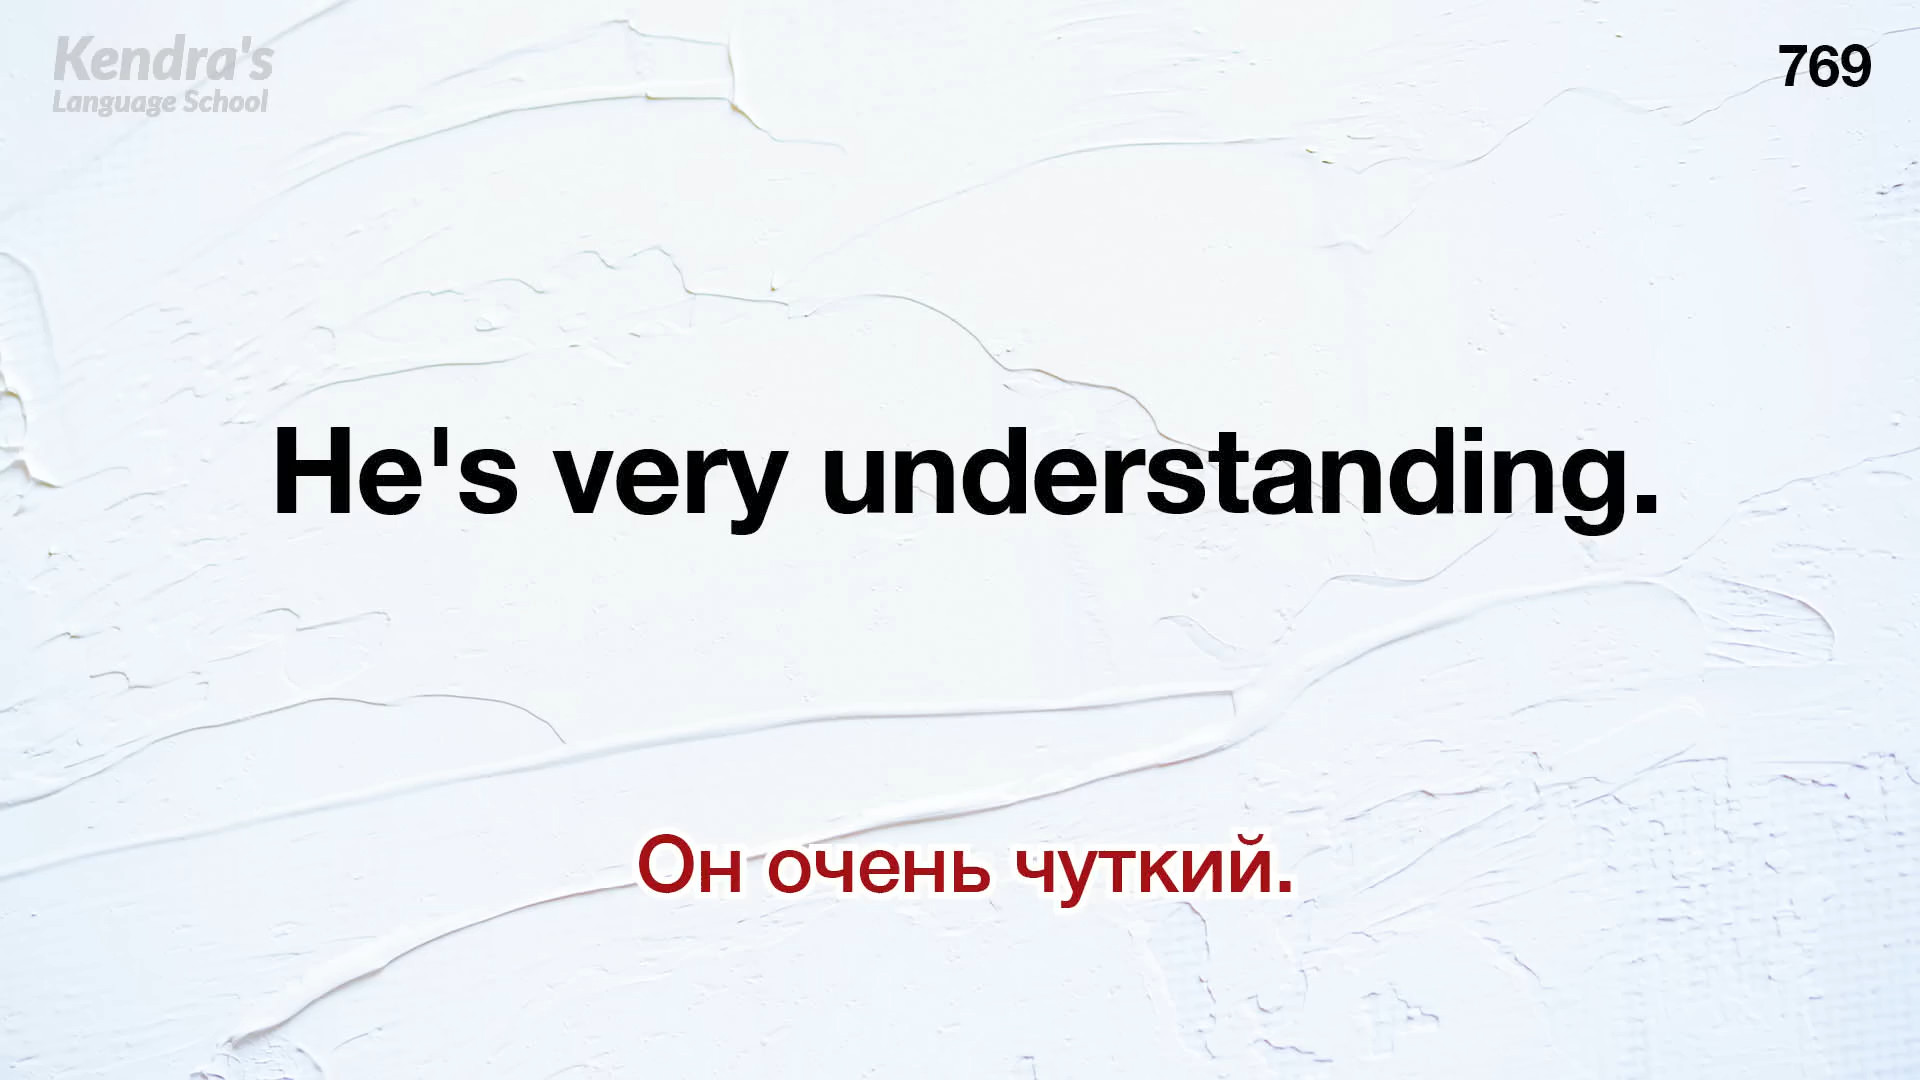 Kendra's
Language School
769
He's very understanding.
Он очень чуткий.